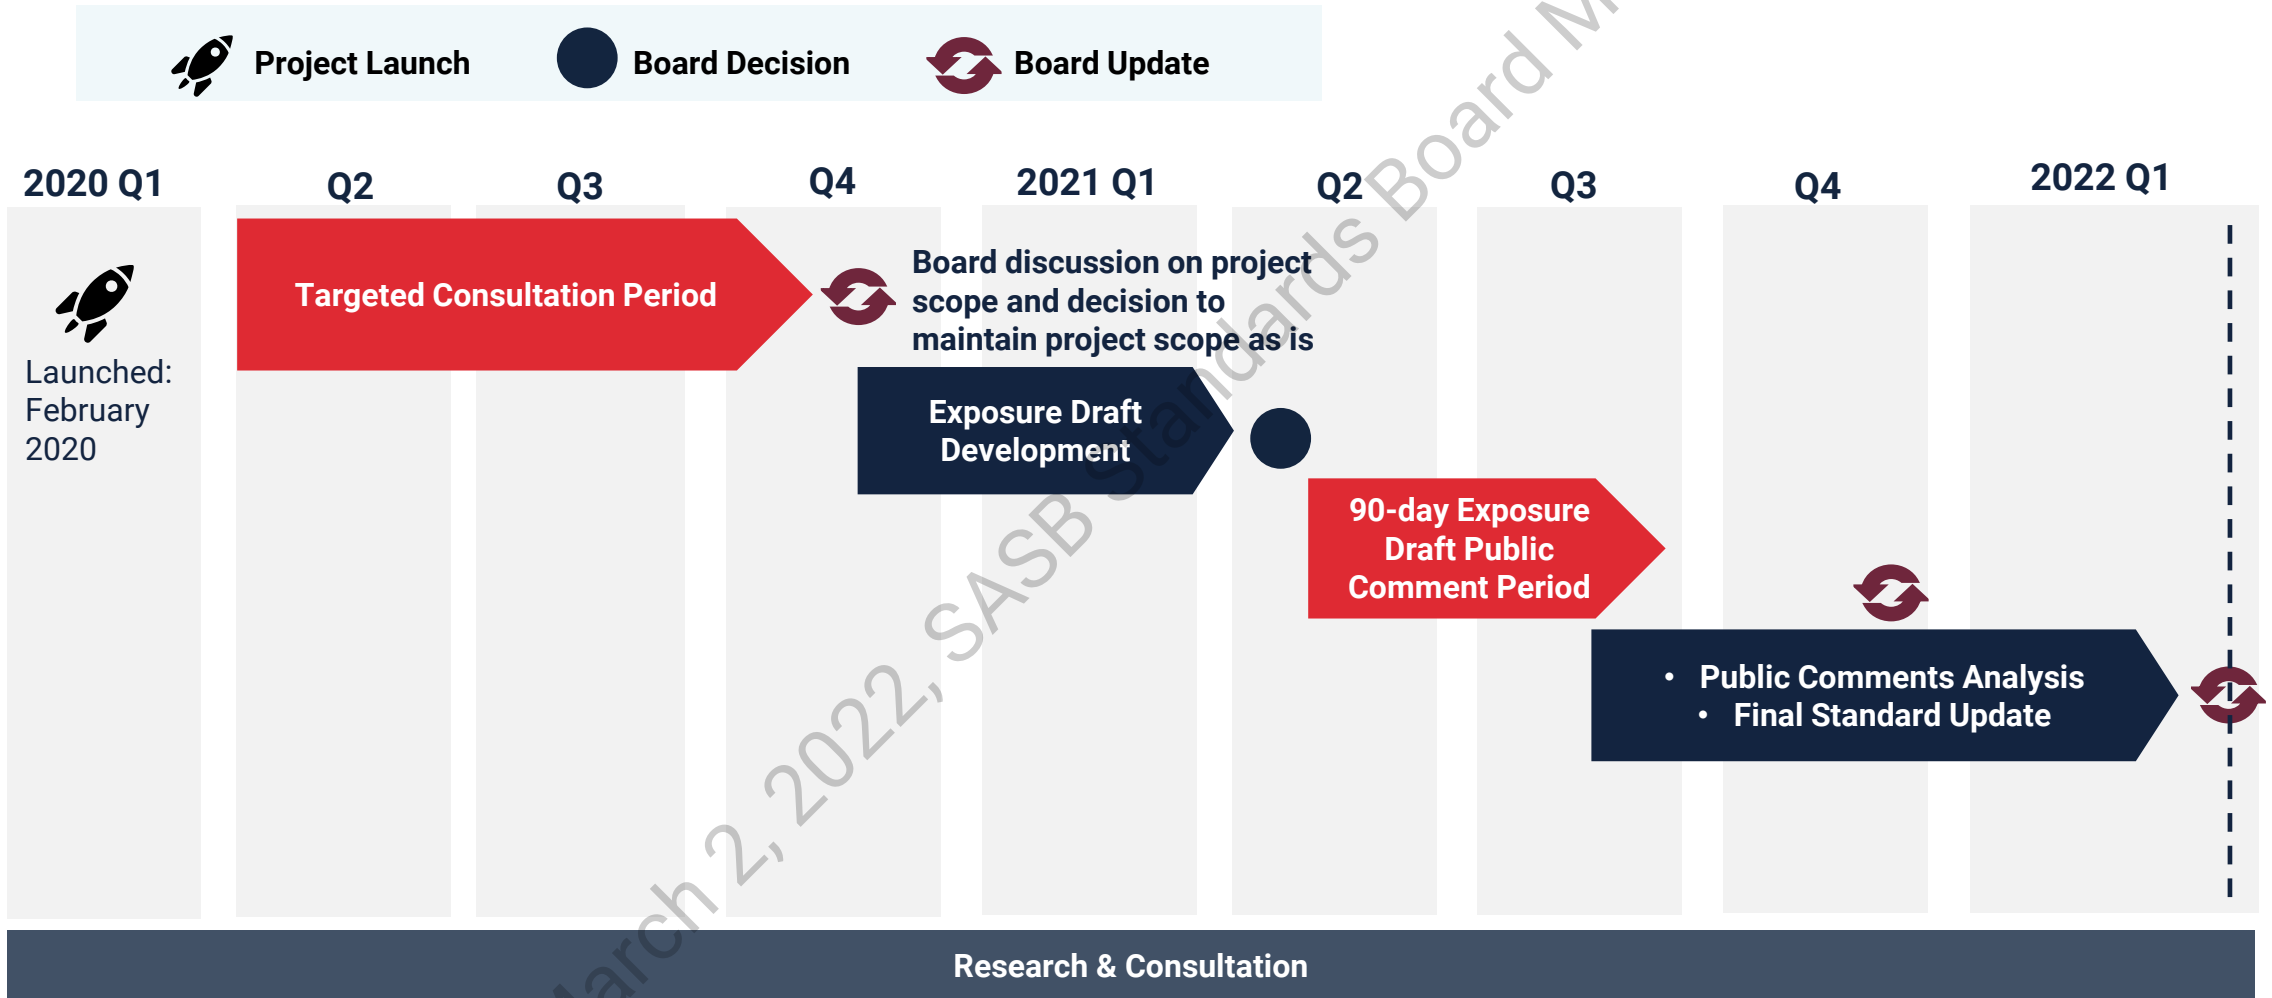 Project Launch
Board Decision
Board Update
2020 Q1
Q2
Q3
Q4
2021 Q1
Q2
Q3
Q4
2022 Q1
Launched:
February
2020
Targeted Consultation Period
Board discussion on project
scope and decision to
maintain project scope as is
Exposure Draft
Development
90-day Exposure
Draft Public
Comment Period
• Public Comments Analysis
• Final Standard Update
Research & Consultation
March 2, 2022, SASB Standards Board